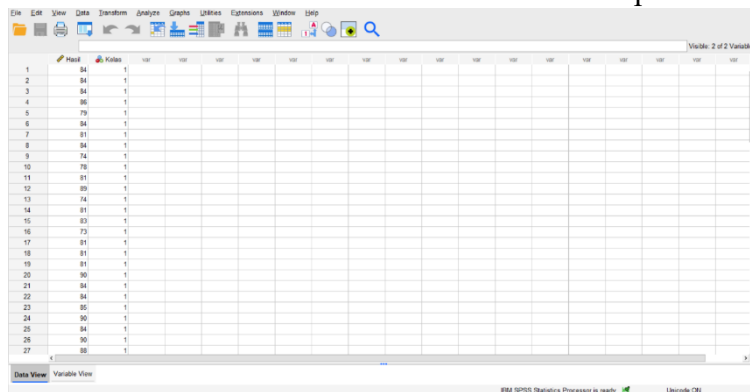 File Edit View Data Transform Analyze Graphs Utilities Extensions Window Help
Visible: 2 of 2 Variable
Hasil Kelas var var var var var var var var var var var var var var
1 84 1
2 84 1
3 84 1
4 86 1
5 79 1
6 84 1
7 81 1
8 84 1
9 74 1
10 78 1
11 81 1
12 89 1
13 74 1
14 81 1
15 83 1
16 73 1
17 81 1
18 81 1
19 81 1
20 90 1
21 84 1
22 84 1
23 85 1
24 90 1
25 84 1
26 90 1
27 88 1
Data View Variable View
IBM SPSS Statistics Processor is ready Unicode:ON